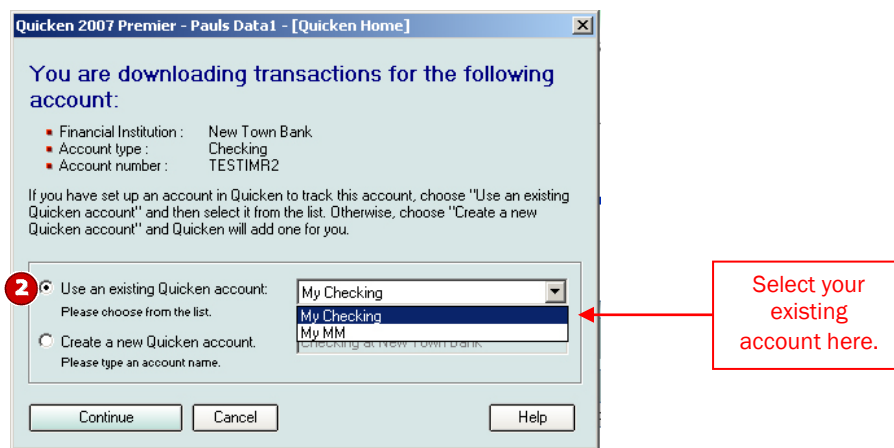 Quicken 2007 Premier - Pauls Data1 - [Quicken Home]
You are downloading transactions for the following
account:
Financial Institution : New Town Bank
Account type : Checking
Account number : TESTIMR2
If you have set up an account in Quicken to track this account, choose "Use an existing
Quicken account" and then select it from the list. Otherwise, choose "Create a new
Quicken account" and Quicken will add one for you.
2 Use an existing Quicken account: My Checking
Please choose from the list.
My Checking
My MM
Create a new Quicken account. Checking at New Town Bank
Please type an account name.
Continue Cancel Help
Select your
existing
account here.